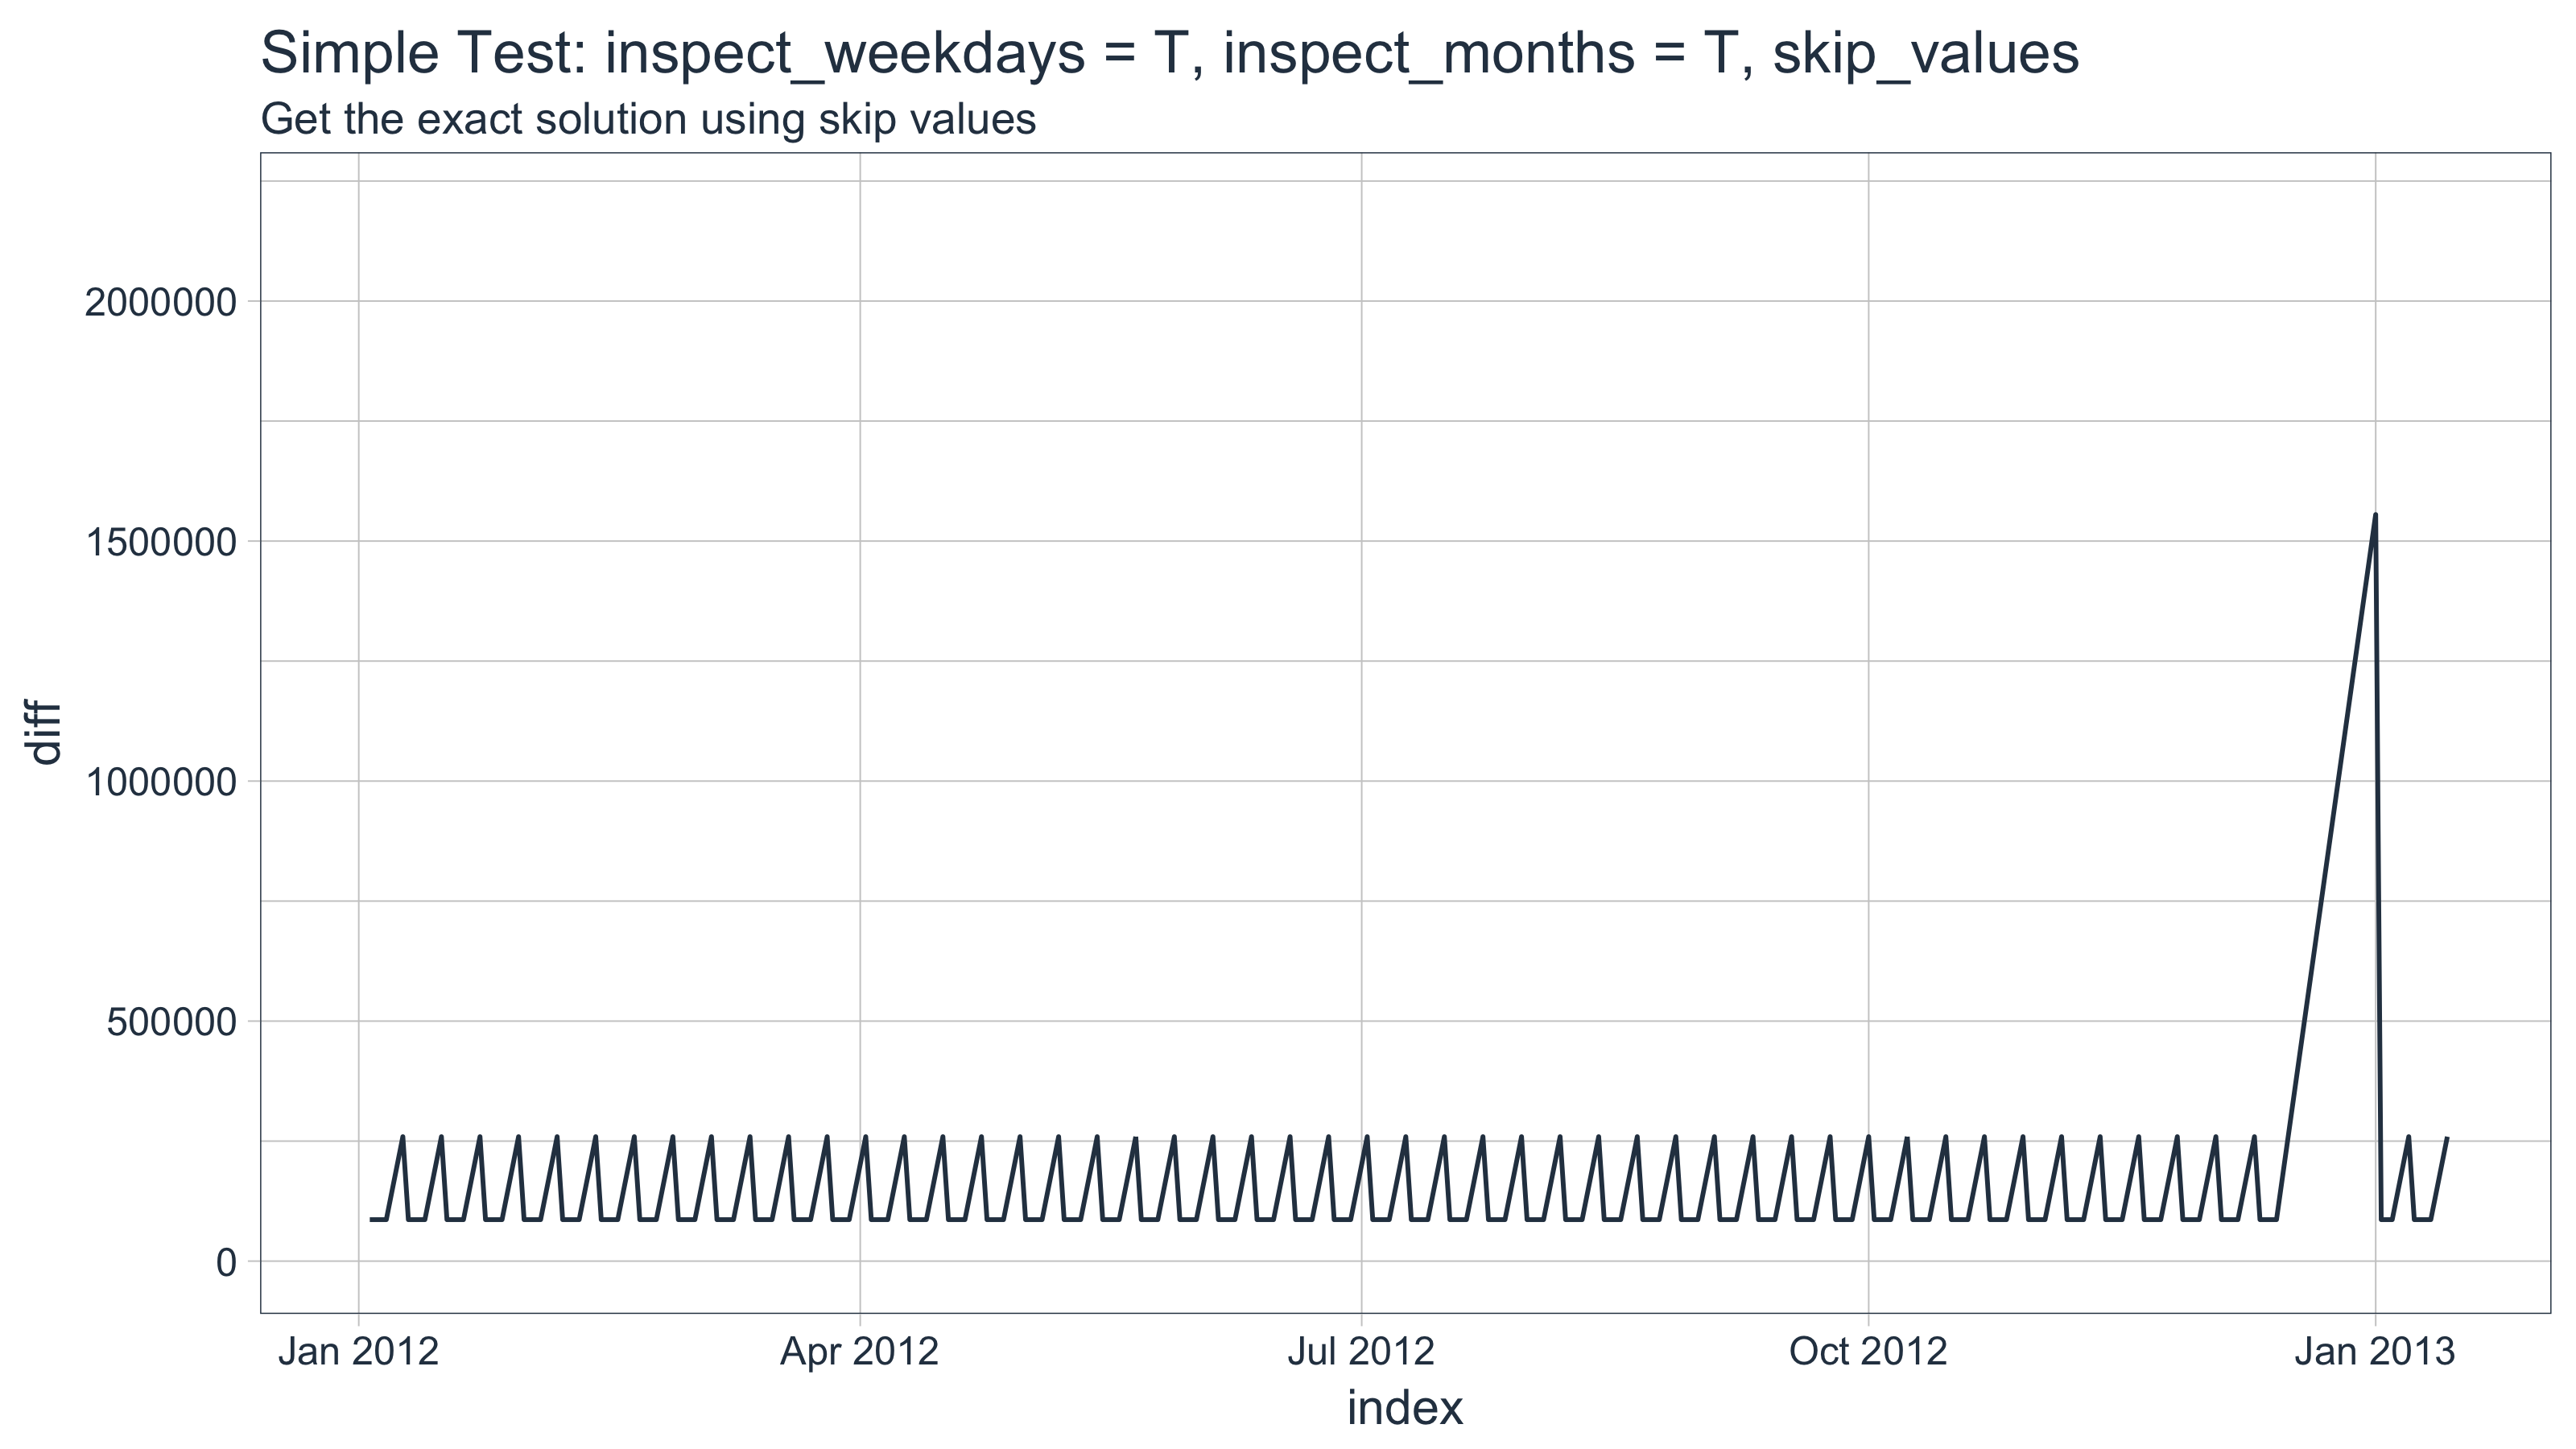 Simple Test: inspect_weekdays = T, inspect_months = T, skip_values
Get the exact solution using skip values
diff
2000000
1500000
1000000
500000
0
Jan 2012
Apr 2012
Jul 2012
Oct 2012
Jan 2013
index